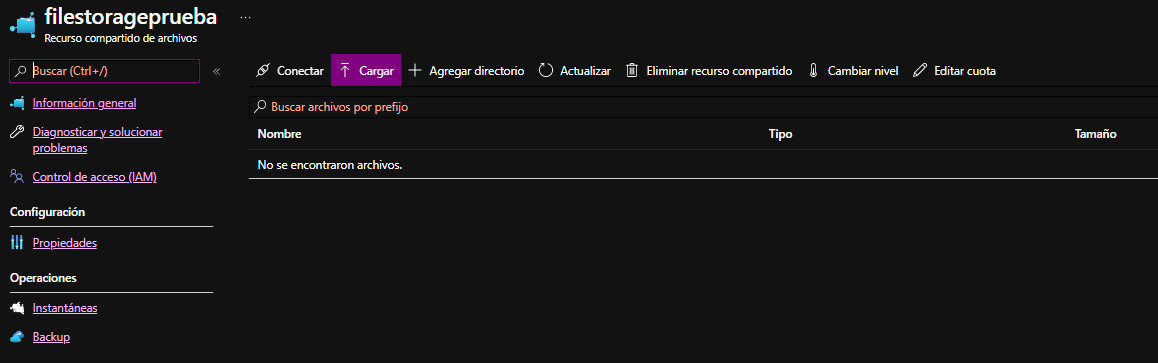 filestorageprueba ...
Recurso compartido de archivos
Buscar (Ctrl+/) «
Información general
Diagnosticar y solucionar
problemas
Control de acceso (IAM)
Configuración
Propiedades
Operaciones
Instantáneas
Backup
Conectar Cargar Agregar directorio Actualizar Eliminar recurso compartido Cambiar nivel Editar cuota
Buscar archivos por prefijo
Nombre Tipo Tamaño
No se encontraron archivos.